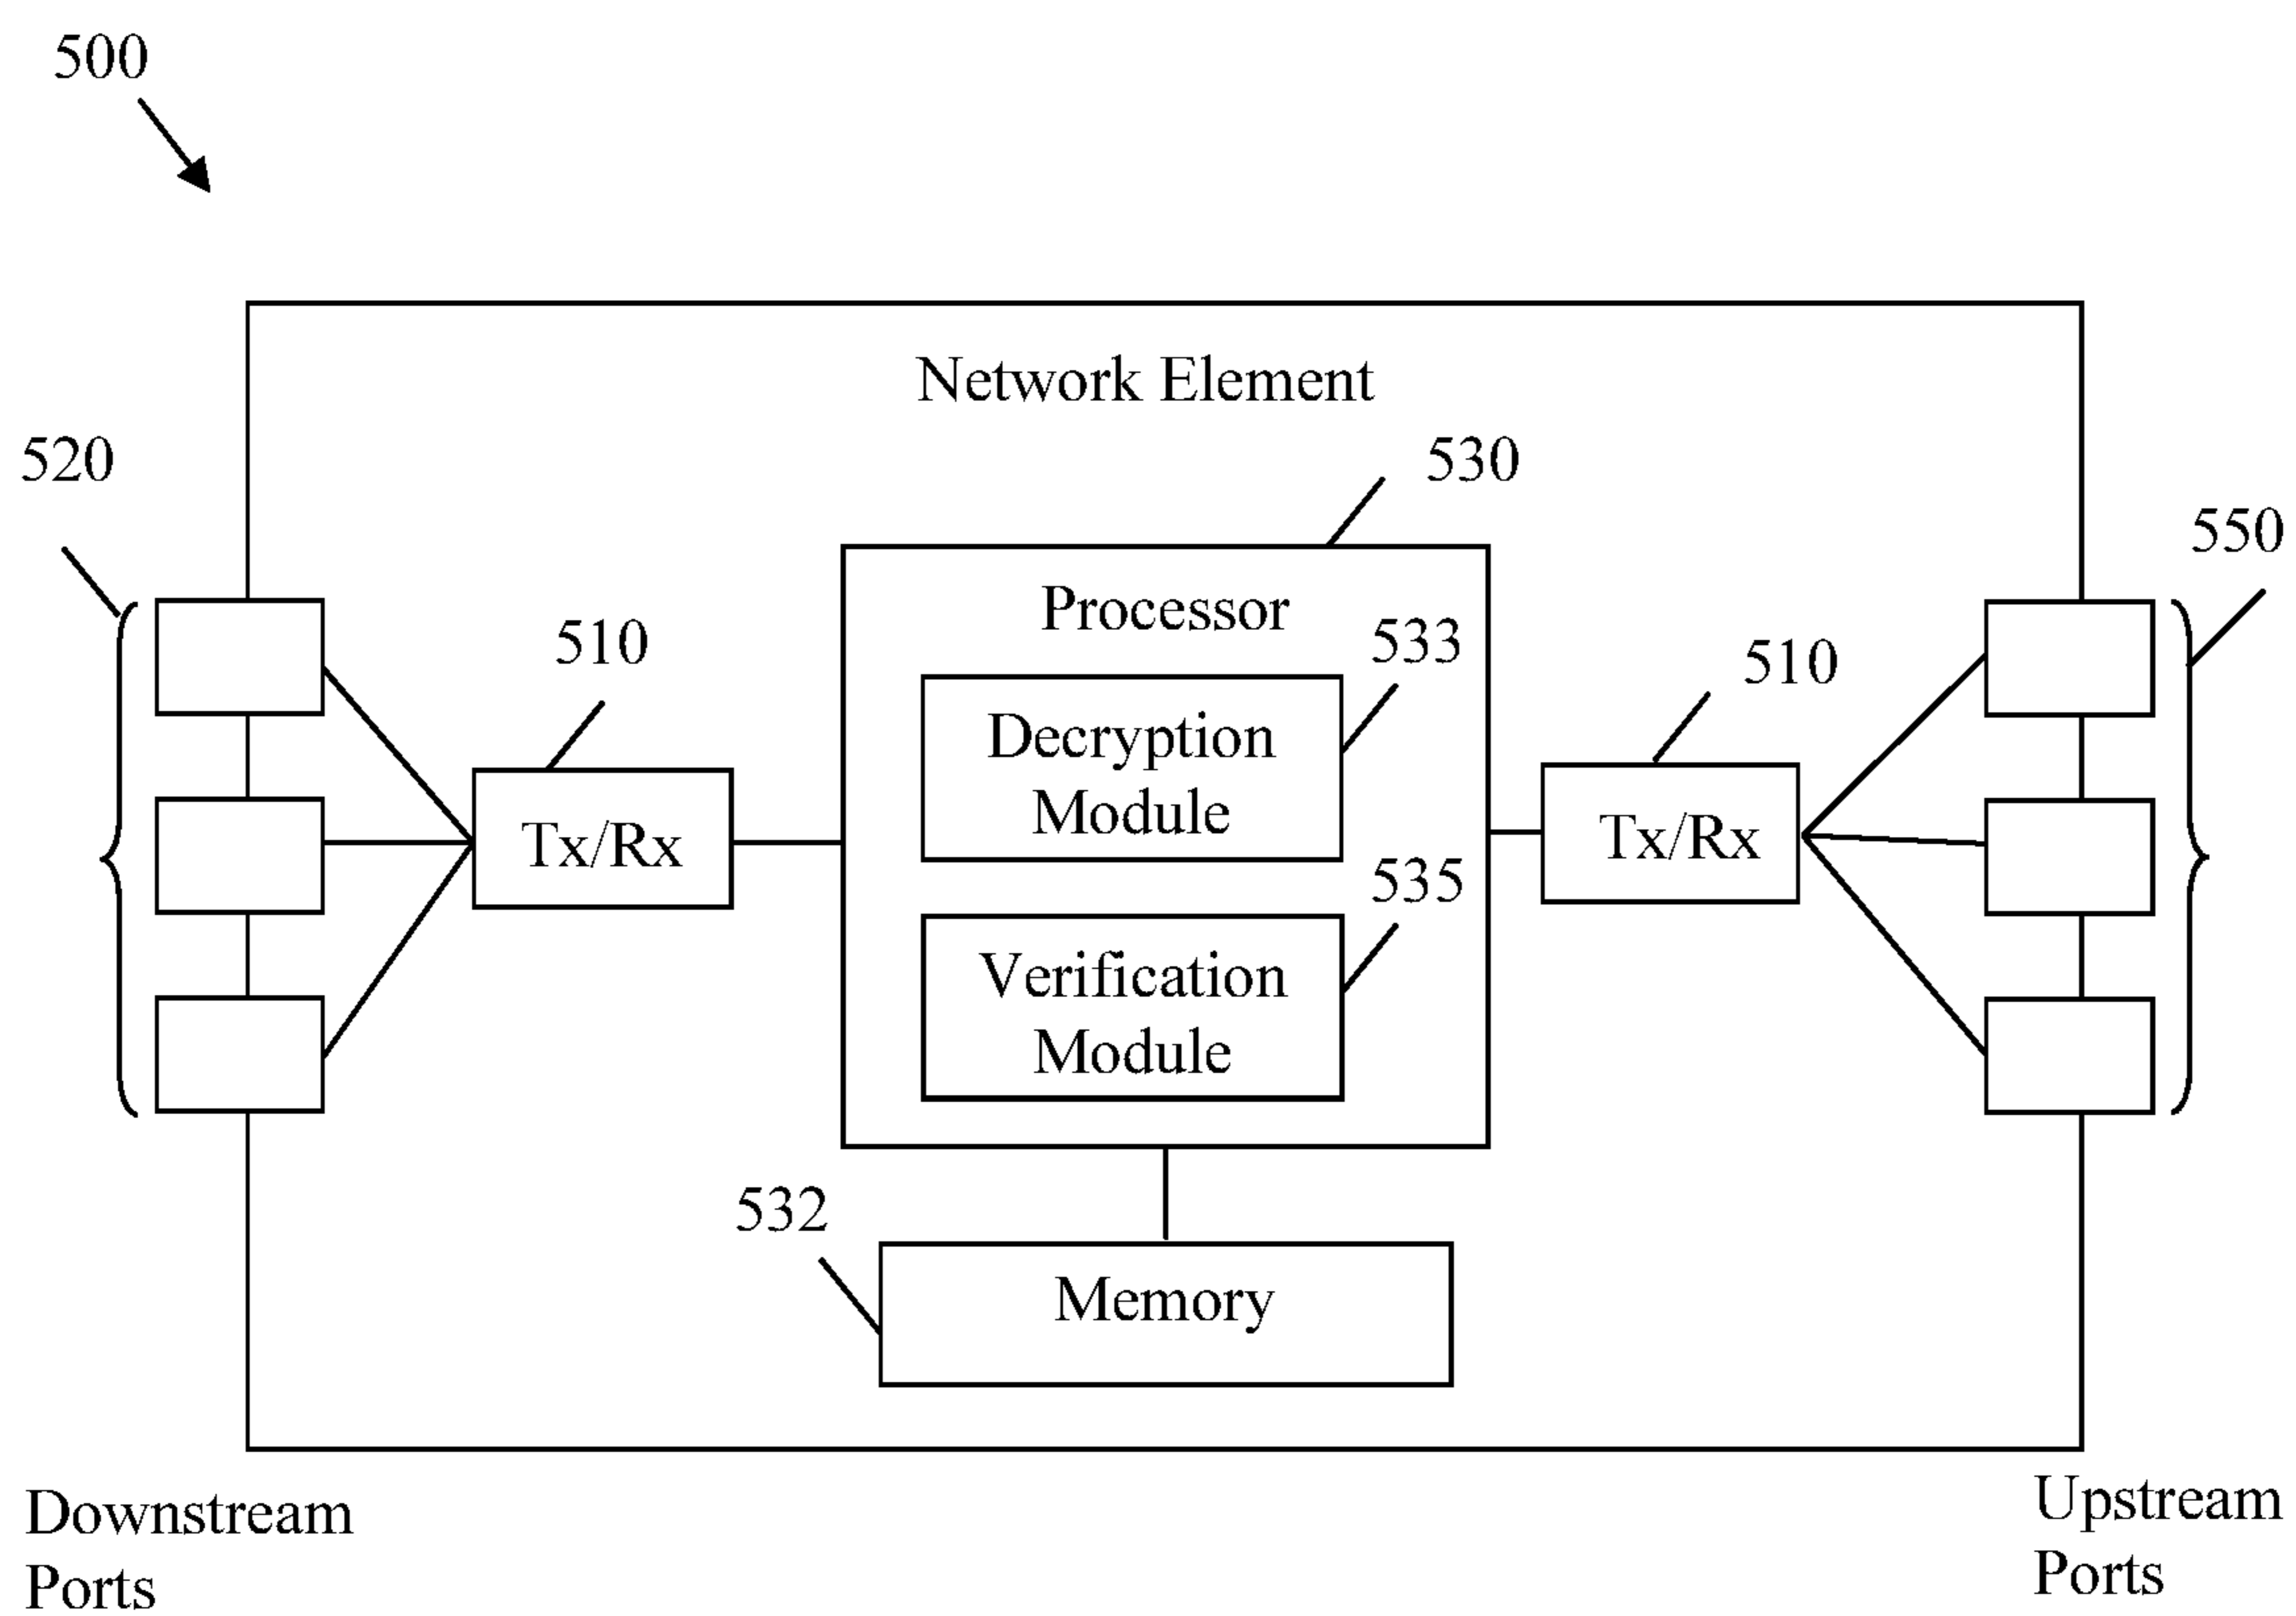 500
Network Element
520
530
550
Processor
510
533
510
Decryption
Module
Tx/Rx
Tx/Rx
535
Verification
Module
532
Memory
Downstream
Ports
Upstream
Ports